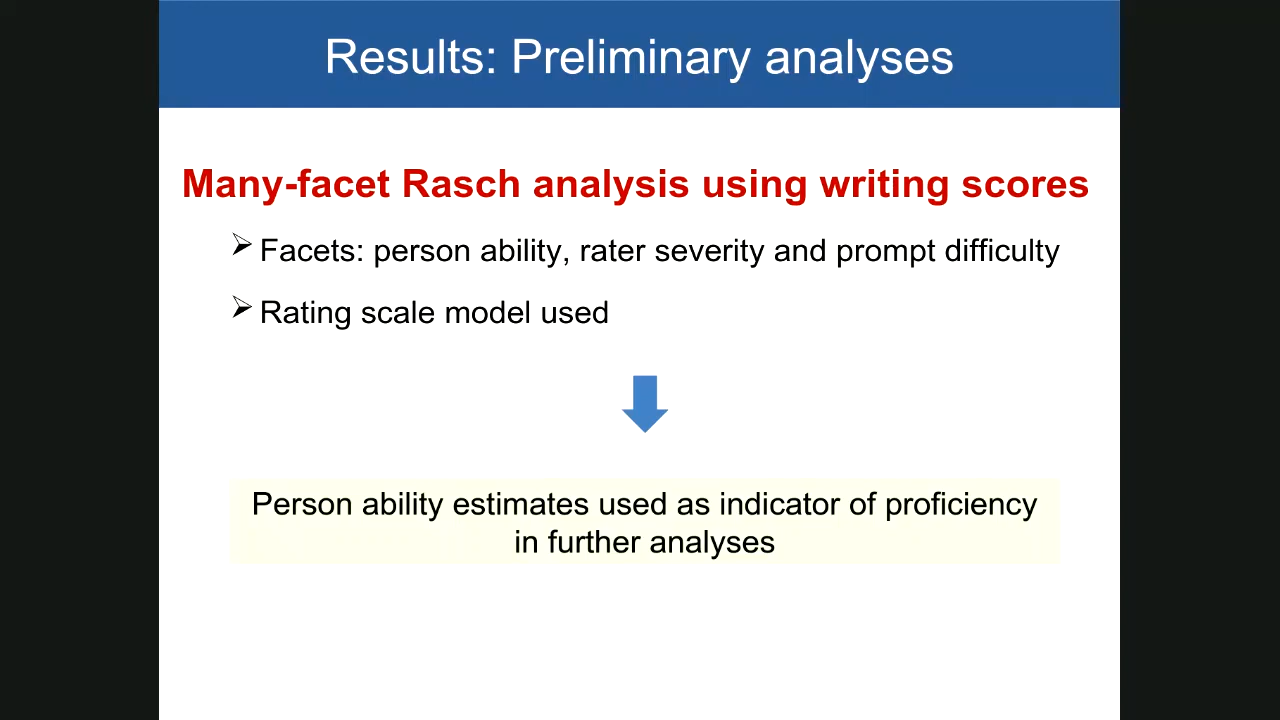 Results: Preliminary analyses
Many-facet Rasch analysis using writing scores
Facets: person ability, rater severity and prompt difficulty
Rating scale model used
Person ability estimates used as indicator of proficiency
in further analyses